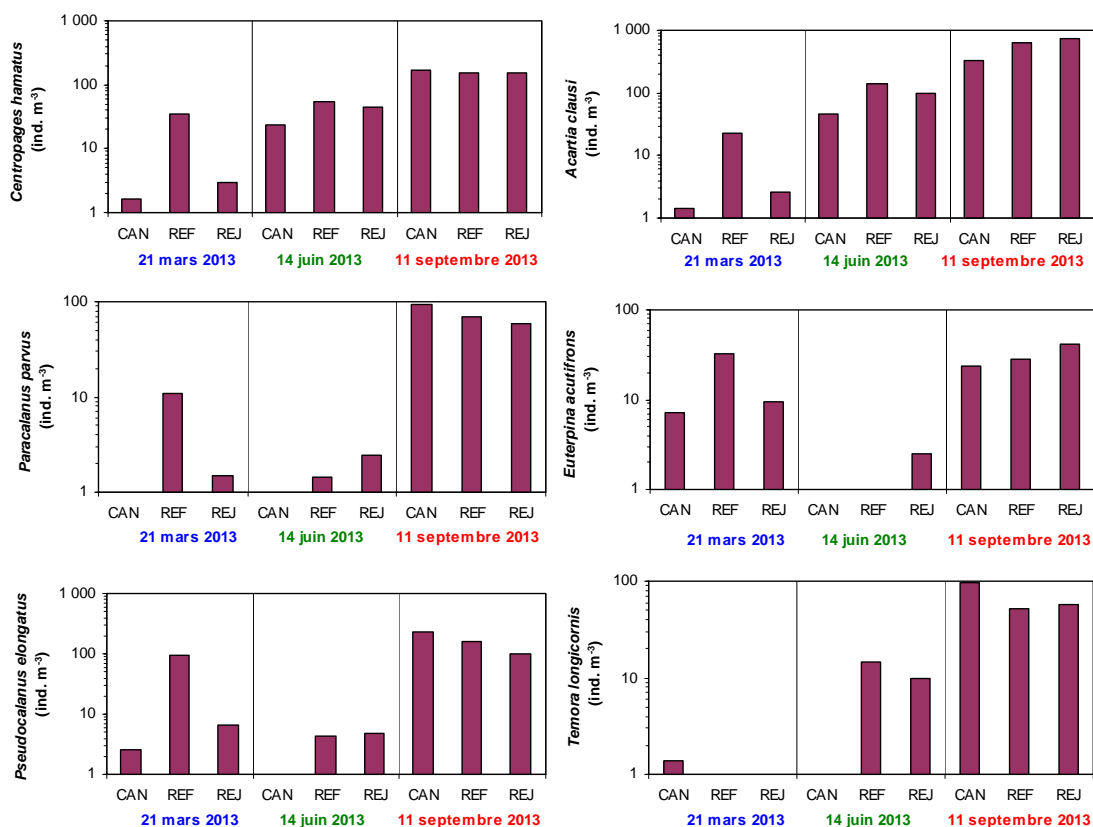 Centropages hamatus
(ind. m-3)
1 000
100
10
1
CAN REF REJ CAN REF REJ CAN REF REJ
21 mars 2013 14 juin 2013 11 septembre 2013
Acartia clausi
(ind. m-3)
1 000
100
10
1
CAN REF REJ CAN REF REJ CAN REF REJ
21 mars 2013 14 juin 2013 11 septembre 2013
Paracalanus parvus
(ind. m-3)
100
10
1
CAN REF REJ CAN REF REJ CAN REF REJ
21 mars 2013 14 juin 2013 11 septembre 2013
Euterpina acutifrons
(ind. m-3)
100
10
1
CAN REF REJ CAN REF REJ CAN REF REJ
21 mars 2013 14 juin 2013 11 septembre 2013
Pseudocalanus elongatus
(ind. m-3)
1 000
100
10
1
CAN REF REJ CAN REF REJ CAN REF REJ
21 mars 2013 14 juin 2013 11 septembre 2013
Temora longicornis
(ind. m-3)
100
10
1
CAN REF REJ CAN REF REJ CAN REF REJ
21 mars 2013 14 juin 2013 11 septembre 2013